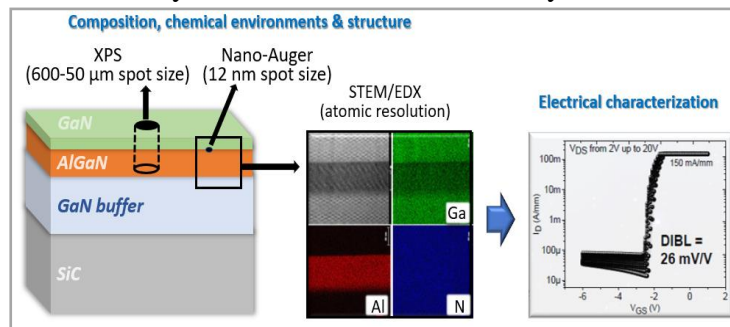 Composition, chemical environments & structure
XPS
(600-50 µm spot size)
Nano-Auger
(12 nm spot size)
STEM/EDX
(atomic resolution)
Electrical characterization
GaN
AlGaN
GaN buffer
SiC
Ga
Al
N
V_DS from 2V up to 20V
150 mA/mm
DIBL =
26 mV/V
I_D (A/mm)
100m
10m
1m
100µ
10µ
-6
-4
-2
0
2
V_GS (V)